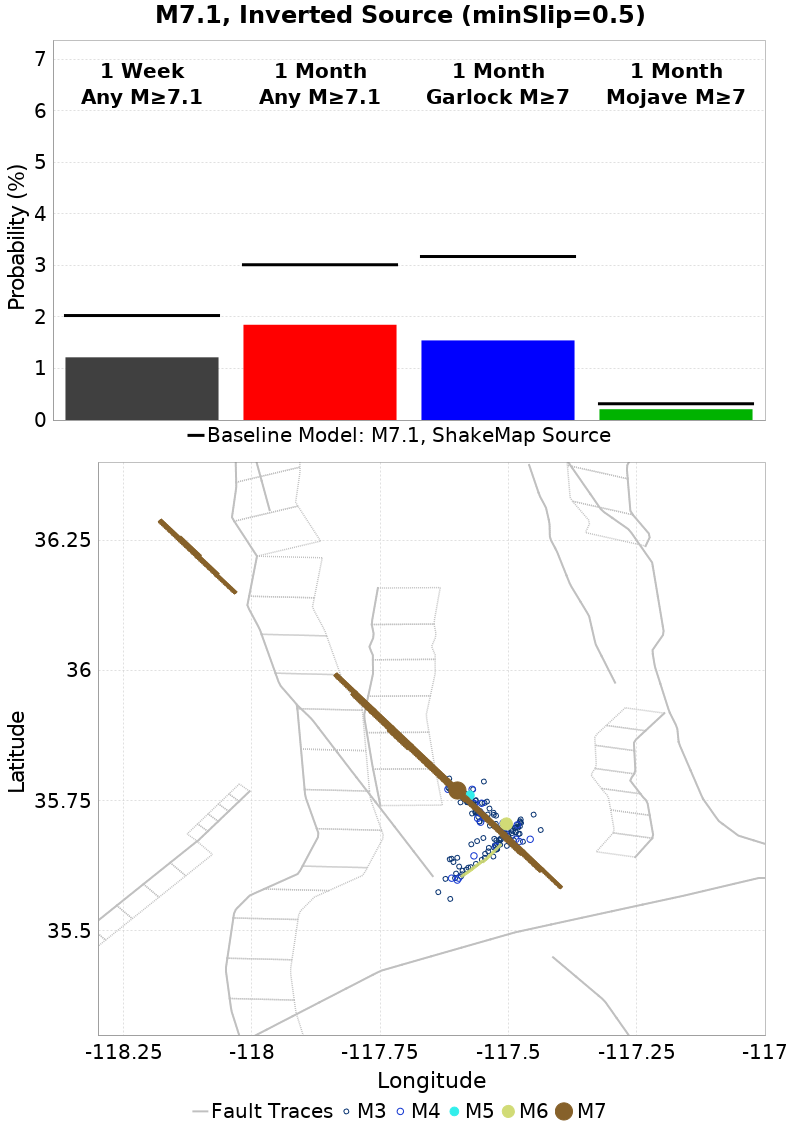 M7.1, Inverted Source (minSlip=0.5)
1 Week 1 Month 1 Month 1 Month
Any M≥7.1 Any M≥7.1 Garlock M≥7 Mojave M≥7
Probability (%)
7
6
5
4
3
2
1
0
Baseline Model: M7.1, ShakeMap Source
Latitude
36.25
36
35.75
35.5
-118.25 -118 -117.75 -117.5 -117.25 -117
Longitude
Fault Traces M3 M4 M5 M6 M7